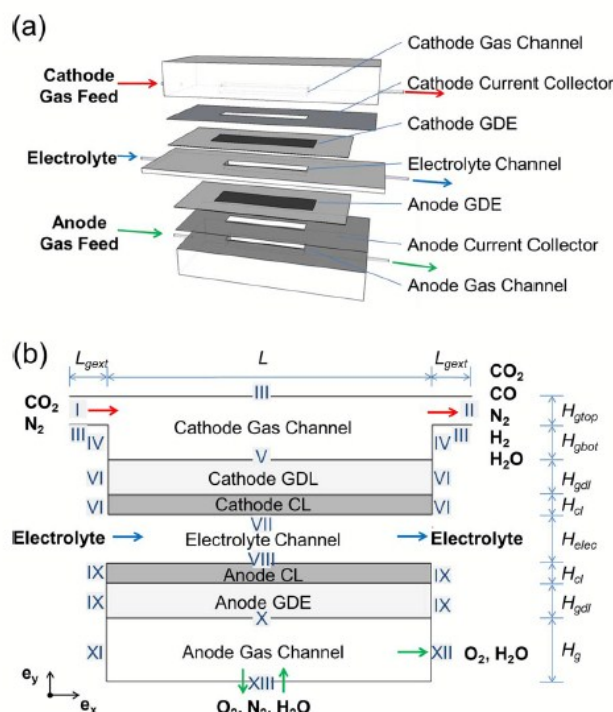 (a)
Cathode Gas Channel
Cathode Current Collector
Cathode
Gas Feed
Cathode GDE
Electrolyte
Electrolyte Channel
Anode GDE
Anode
Gas Feed
Anode Current Collector
Anode Gas Channel
(b)
L_gext L L_gext
CO₂
III
CO₂ I II CO
N₂ N₂
Cathode Gas Channel
III IV IV III H₂
H₂O
V
VI Cathode GDL VI
VI Cathode CL VI
VII
Electrolyte Electrolyte Channel Electrolyte
VIII
IX Anode CL IX
IX Anode GDE IX
X
XI Anode Gas Channel XII O₂, H₂O
XIII
O₂, N₂, H₂O
e_y
e_x
H_gtop
H_gbot
H_gdl
H_cl
H_elec
H_cl
H_gdl
H_g